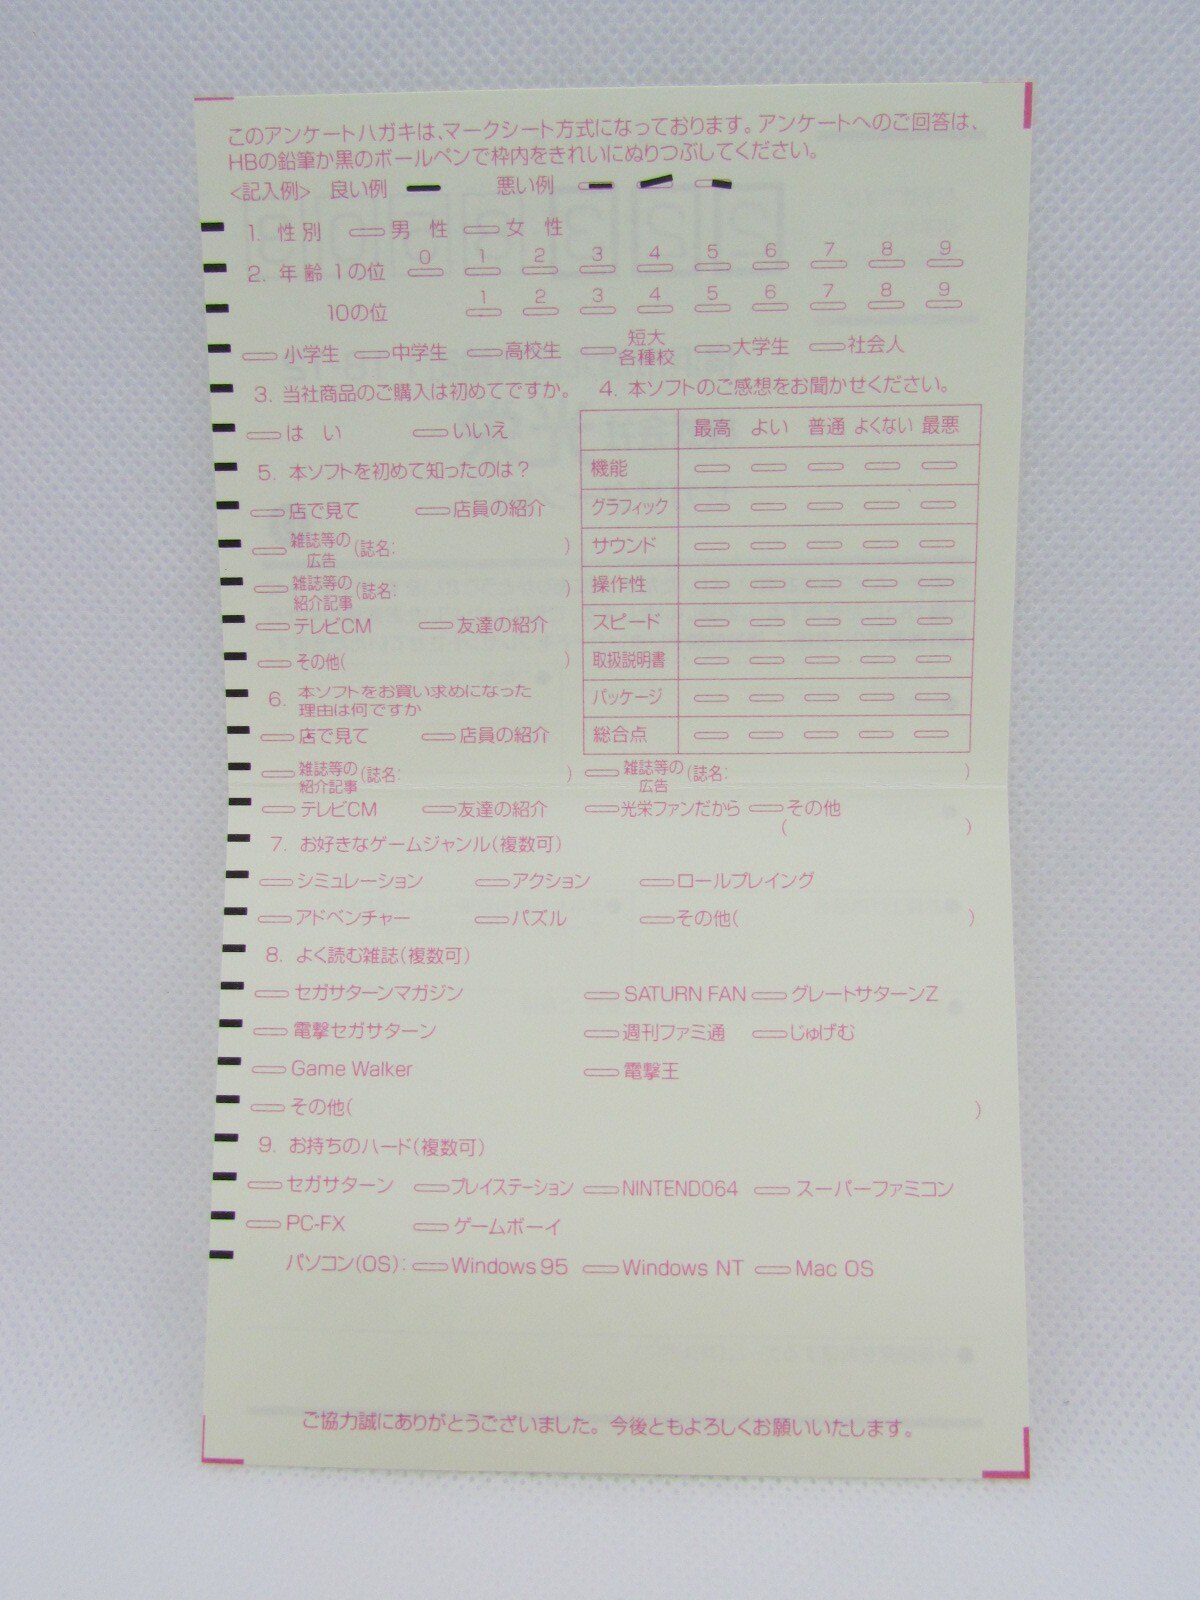 このアンケートハガキは、マークシート方式になっております。アンケートへのご回答は、
HBの鉛筆か黒のボールペンで枠内をきれいにぬりつぶしてください。
<記入例> 良い例 悪い例
1. 性別 男 性 女 性
0 1 2 3 4 5 6 7 8 9
2. 年齢 1の位
1 2 3 4 5 6 7 8 9
10の位
小学生 中学生 高校生 短大 各種校 大学生 社会人
3. 当社商品のご購入は初めてですか。
は い いいえ
4. 本ソフトのご感想をお聞かせください。
最高 よい 普通 よくない 最悪
機能
グラフィック
サウンド
操作性
スピード
取扱説明書
パッケージ
総合点
5. 本ソフトを初めて知ったのは?
店で見て 店員の紹介
雑誌等の広告 (誌名: )
雑誌等の紹介記事 (誌名: )
テレビCM 友達の紹介
その他( )
6. 本ソフトをお買い求めになった
理由は何ですか
店で見て 店員の紹介
雑誌等の紹介記事 (誌名: ) 雑誌等の広告 (誌名: )
テレビCM 友達の紹介 光栄ファンだから その他
( )
7. お好きなゲームジャンル(複数可)
シミュレーション アクション ロールプレイング
アドベンチャー パズル その他( )
8. よく読む雑誌(複数可)
セガサターンマガジン SATURN FAN グレートサターンZ
電撃セガサターン 週刊ファミ通 じゅげむ
Game Walker 電撃王
その他( )
9. お持ちのハード(複数可)
セガサターン プレイステーション NINTENDO64 スーパーファミコン
PC-FX ゲームボーイ
パソコン(OS): Windows 95 Windows NT Mac OS
ご協力誠にありがとうございました。今後ともよろしくお願いいたします。